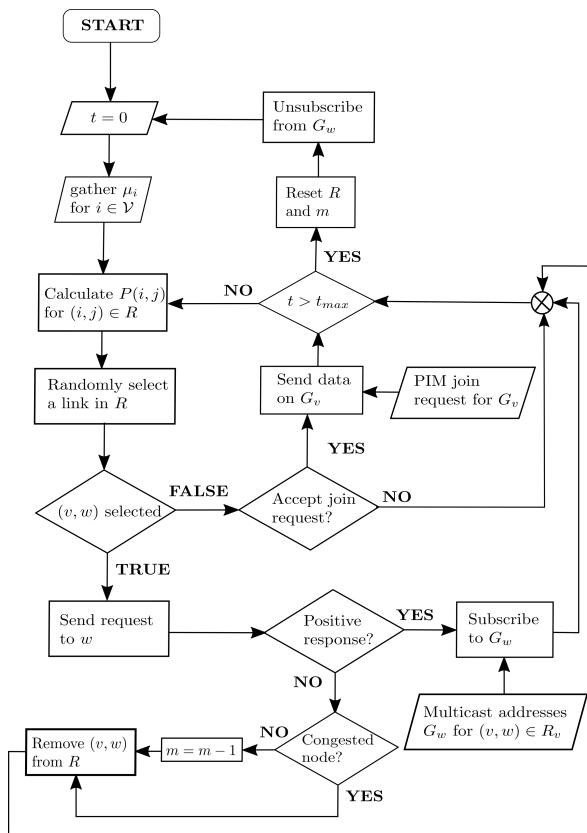 START
t = 0
Unsubscribe
from G_w
gather μ_i
for i ∈ 𝒱
Reset R
and m
YES
NO
Calculate P(i, j)
for (i, j) ∈ R
t > t_max
Randomly select
a link in R
Send data
on G_v
PIM join
request for G_v
YES
FALSE
NO
(v, w) selected
Accept join
request?
TRUE
Send request
to w
Positive
response?
YES
Subscribe
to G_w
NO
Multicast addresses
G_w for (v, w) ∈ R_v
Remove (v, w)
from R
m = m − 1
NO
Congested
node?
YES